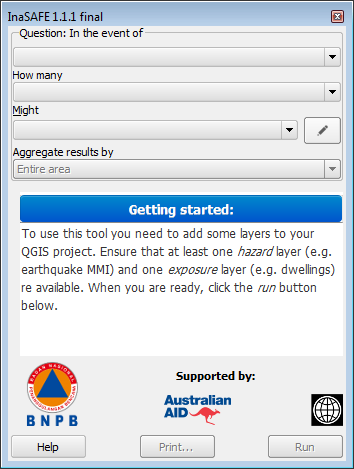 InaSAFE 1.1.1 final
Question: In the event of
How many
Might
Aggregate results by
Entire area
Getting started:
To use this tool you need to add some layers to your
QGIS project. Ensure that at least one hazard layer (e.g.
earthquake MMI) and one exposure layer (e.g. dwellings)
re available. When you are ready, click the run button
below.
BADAN NASIONAL
PENANGGULANGAN BENCANA
BNPB
Supported by:
Australian
AID
Help
Print...
Run